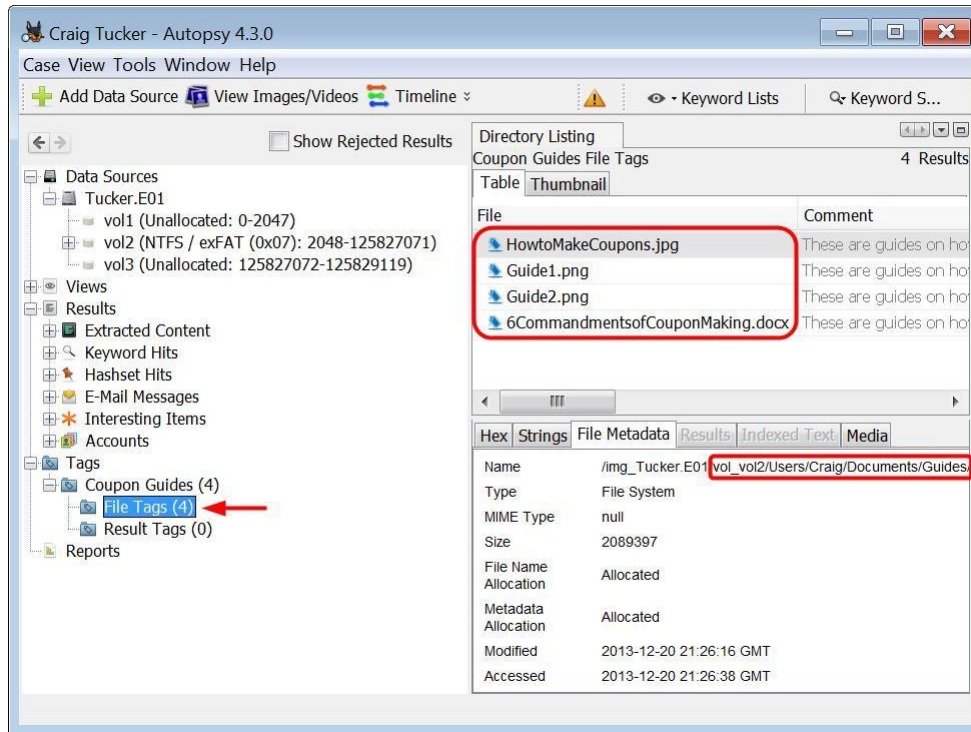 Craig Tucker - Autopsy 4.3.0
Case View Tools Window Help
Add Data Source View Images/Videos Timeline Keyword Lists Keyword S...
Show Rejected Results
Data Sources
Tucker.E01
vol1 (Unallocated: 0-2047)
vol2 (NTFS / exFAT (0x07): 2048-125827071)
vol3 (Unallocated: 125827072-125829119)
Views
Results
Extracted Content
Keyword Hits
Hashset Hits
E-Mail Messages
Interesting Items
Accounts
Tags
Coupon Guides (4)
File Tags (4)
Result Tags (0)
Reports
Directory Listing
Coupon Guides File Tags 4 Results
Table Thumbnail
File Comment
HowtoMakeCoupons.jpg These are guides on ho
Guide1.png These are guides on ho
Guide2.png These are guides on ho
6CommandmentsofCouponMaking.docx These are guides on ho
Hex Strings File Metadata Results Indexed Text Media
Name /img_Tucker.E01/vol_vol2/Users/Craig/Documents/Guides/
Type File System
MIME Type null
Size 2089397
File Name Allocation Allocated
Metadata Allocation Allocated
Modified 2013-12-20 21:26:16 GMT
Accessed 2013-12-20 21:26:38 GMT